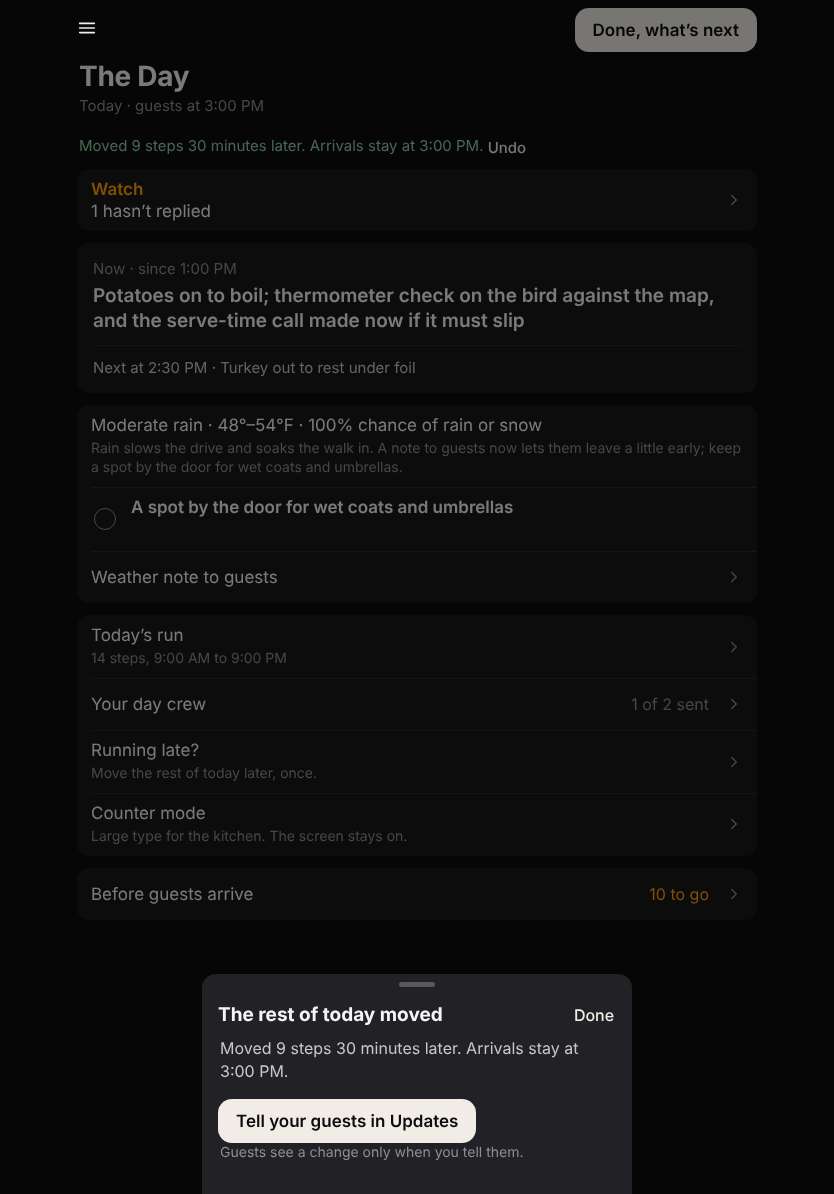 Done, what’s next
The Day
Today · guests at 3:00 PM
Moved 9 steps 30 minutes later. Arrivals stay at 3:00 PM. Undo
Watch
1 hasn’t replied
Now · since 1:00 PM
Potatoes on to boil; thermometer check on the bird against the map,
and the serve-time call made now if it must slip
Next at 2:30 PM · Turkey out to rest under foil
Moderate rain · 48°–54°F · 100% chance of rain or snow
Rain slows the drive and soaks the walk in. A note to guests now lets them leave a little early; keep
a spot by the door for wet coats and umbrellas.
A spot by the door for wet coats and umbrellas
Weather note to guests
Today’s run
14 steps, 9:00 AM to 9:00 PM
Your day crew 1 of 2 sent
Running late?
Move the rest of today later, once.
Counter mode
Large type for the kitchen. The screen stays on.
Before guests arrive 10 to go
The rest of today moved Done
Moved 9 steps 30 minutes later. Arrivals stay at
3:00 PM.
Tell your guests in Updates
Guests see a change only when you tell them.